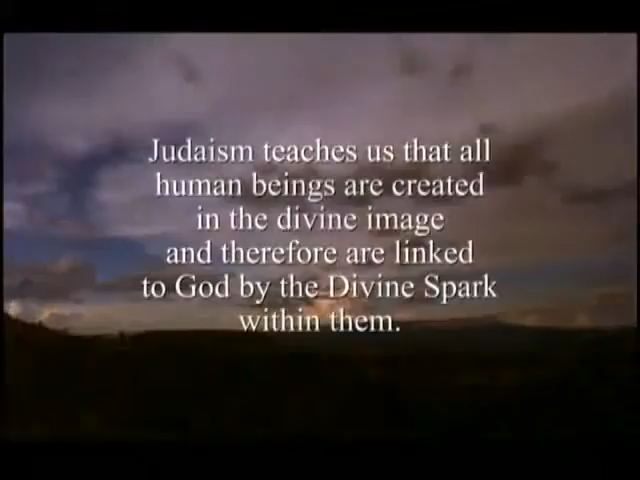 Judaism teaches us that all
human beings are created
in the divine image
and therefore are linked
to God by the Divine Spark
within them.